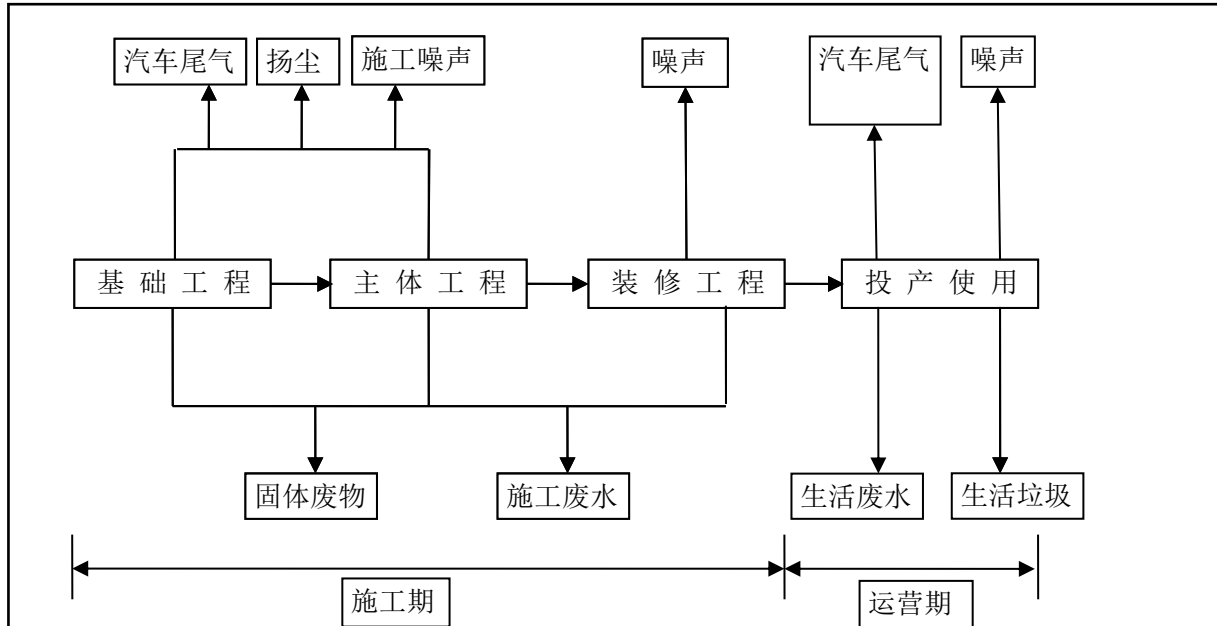 汽车尾气
扬尘
施工噪声
噪声
汽车尾气
噪声
基础工程
主体工程
装修工程
投产使用
固体废物
施工废水
生活废水
生活垃圾
施工期
运营期